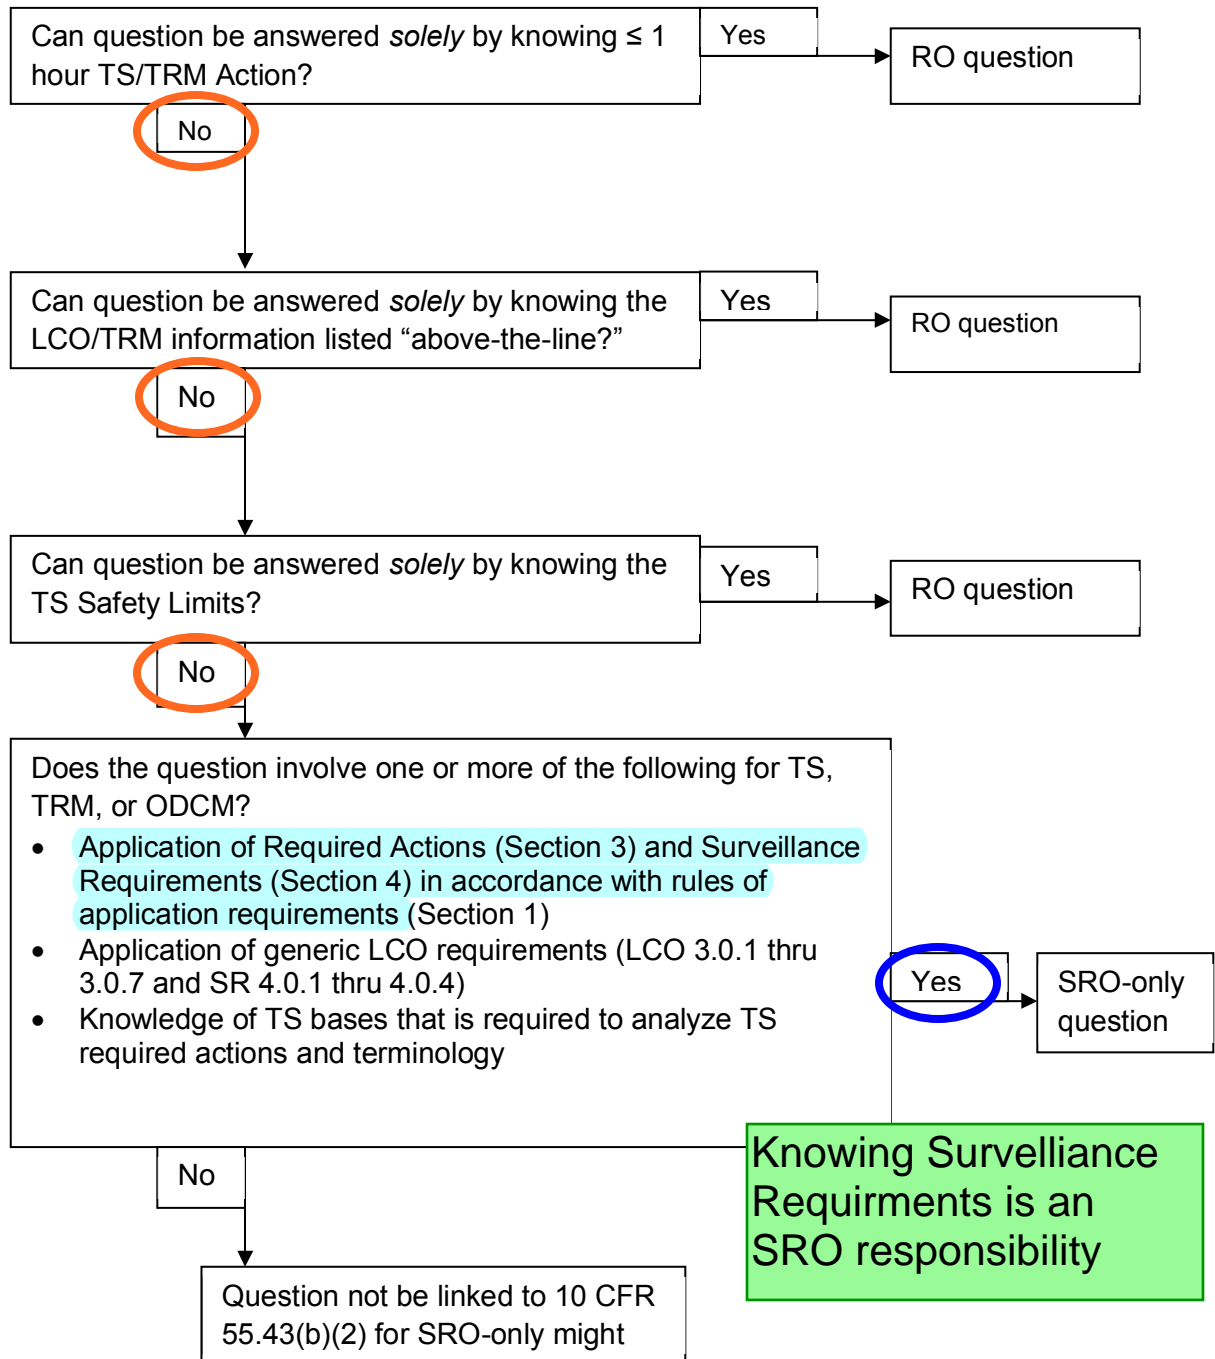 Can question be answered solely by knowing ≤ 1
hour TS/TRM Action?
Yes
RO question
No
Can question be answered solely by knowing the
LCO/TRM information listed “above-the-line?”
Yes
RO question
No
Can question be answered solely by knowing the
TS Safety Limits?
Yes
RO question
No
Does the question involve one or more of the following for TS,
TRM, or ODCM?
• Application of Required Actions (Section 3) and Surveillance
Requirements (Section 4) in accordance with rules of
application requirements (Section 1)
• Application of generic LCO requirements (LCO 3.0.1 thru
3.0.7 and SR 4.0.1 thru 4.0.4)
• Knowledge of TS bases that is required to analyze TS
required actions and terminology
Yes
SRO-only
question
No
Knowing Survelliance
Requirments is an
SRO responsibility
Question not be linked to 10 CFR
55.43(b)(2) for SRO-only might